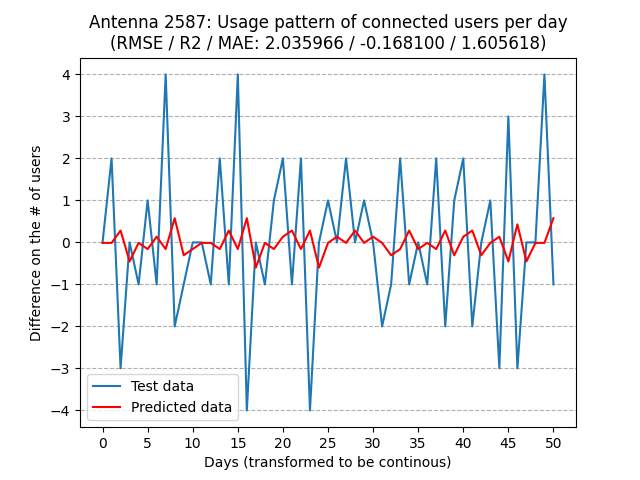 Antenna 2587: Usage pattern of connected users per day
(RMSE / R2 / MAE: 2.035966 / -0.168100 / 1.605618)
Difference on the # of users
4
3
2
1
0
−1
−2
−3
−4
Test data
Predicted data
0 5 10 15 20 25 30 35 40 45 50
Days (transformed to be continous)